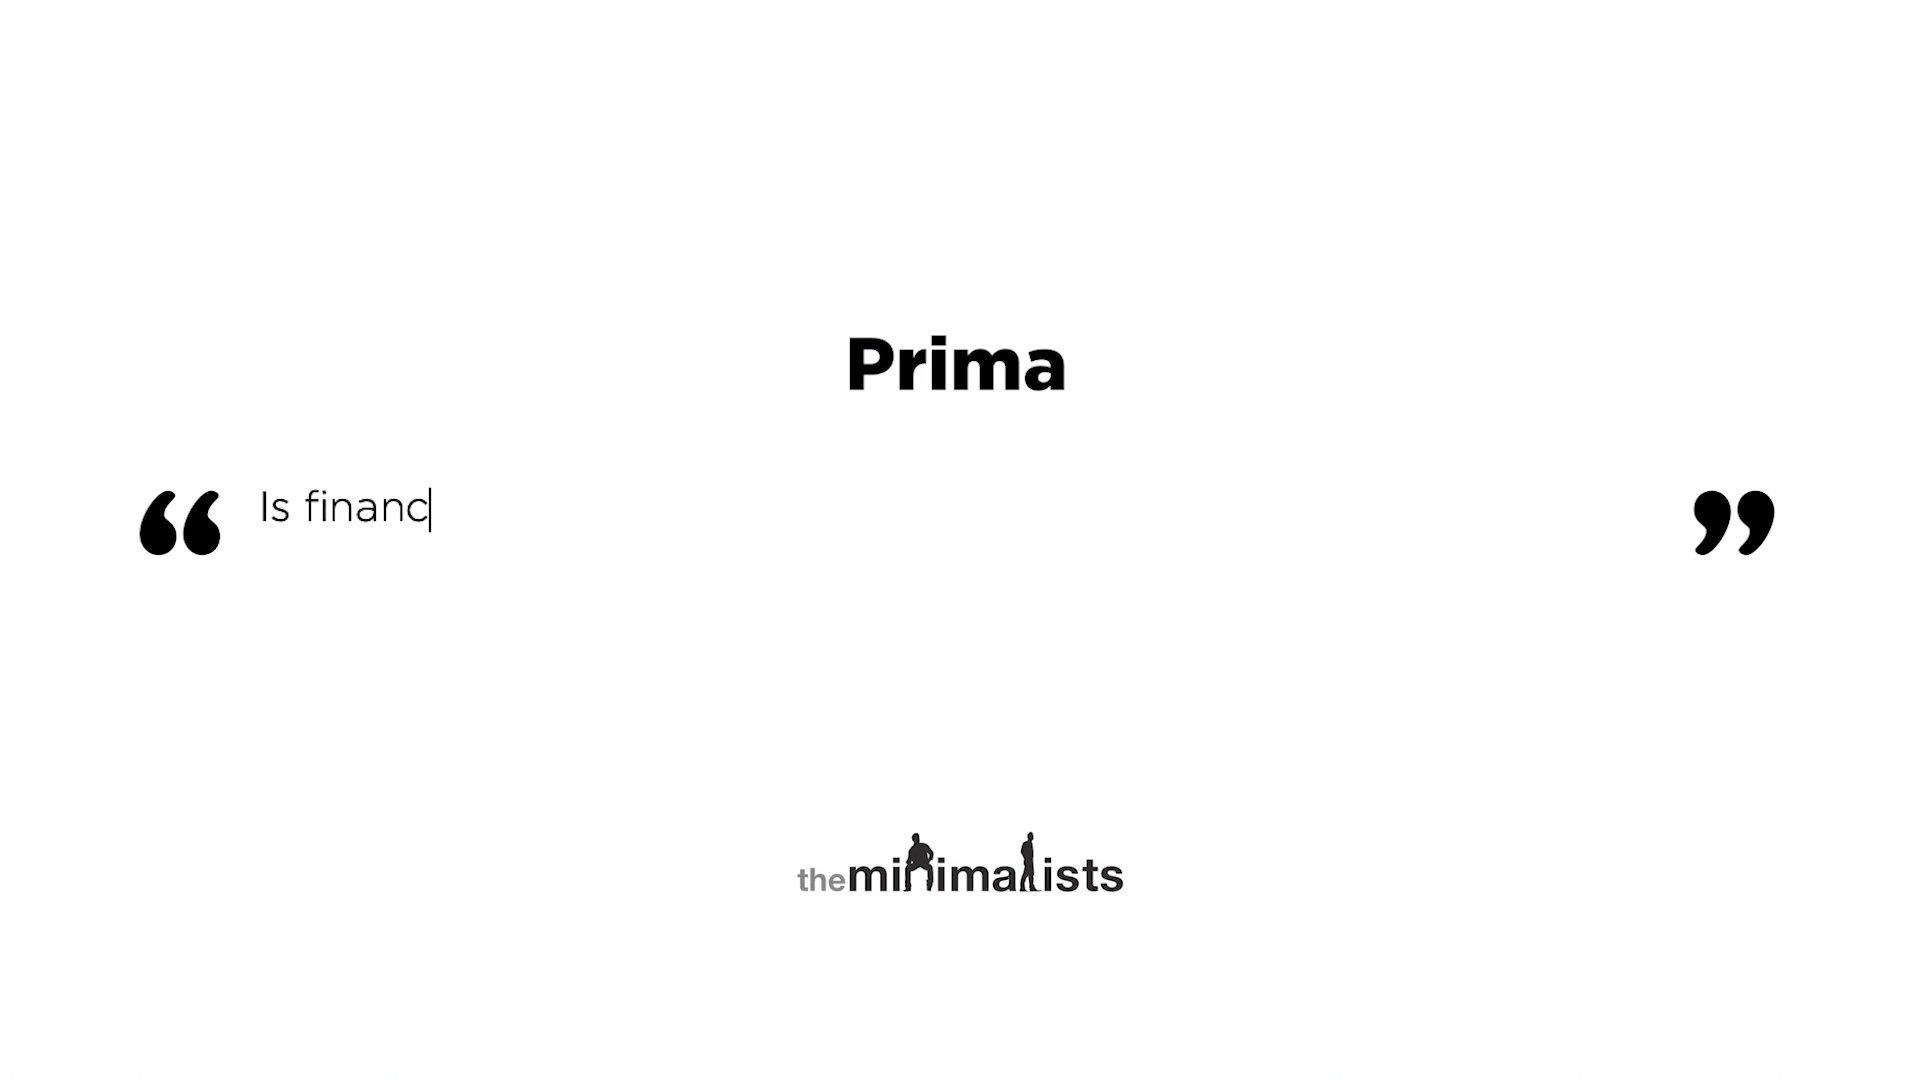 Prima
“ Is financ ”
theminimalists